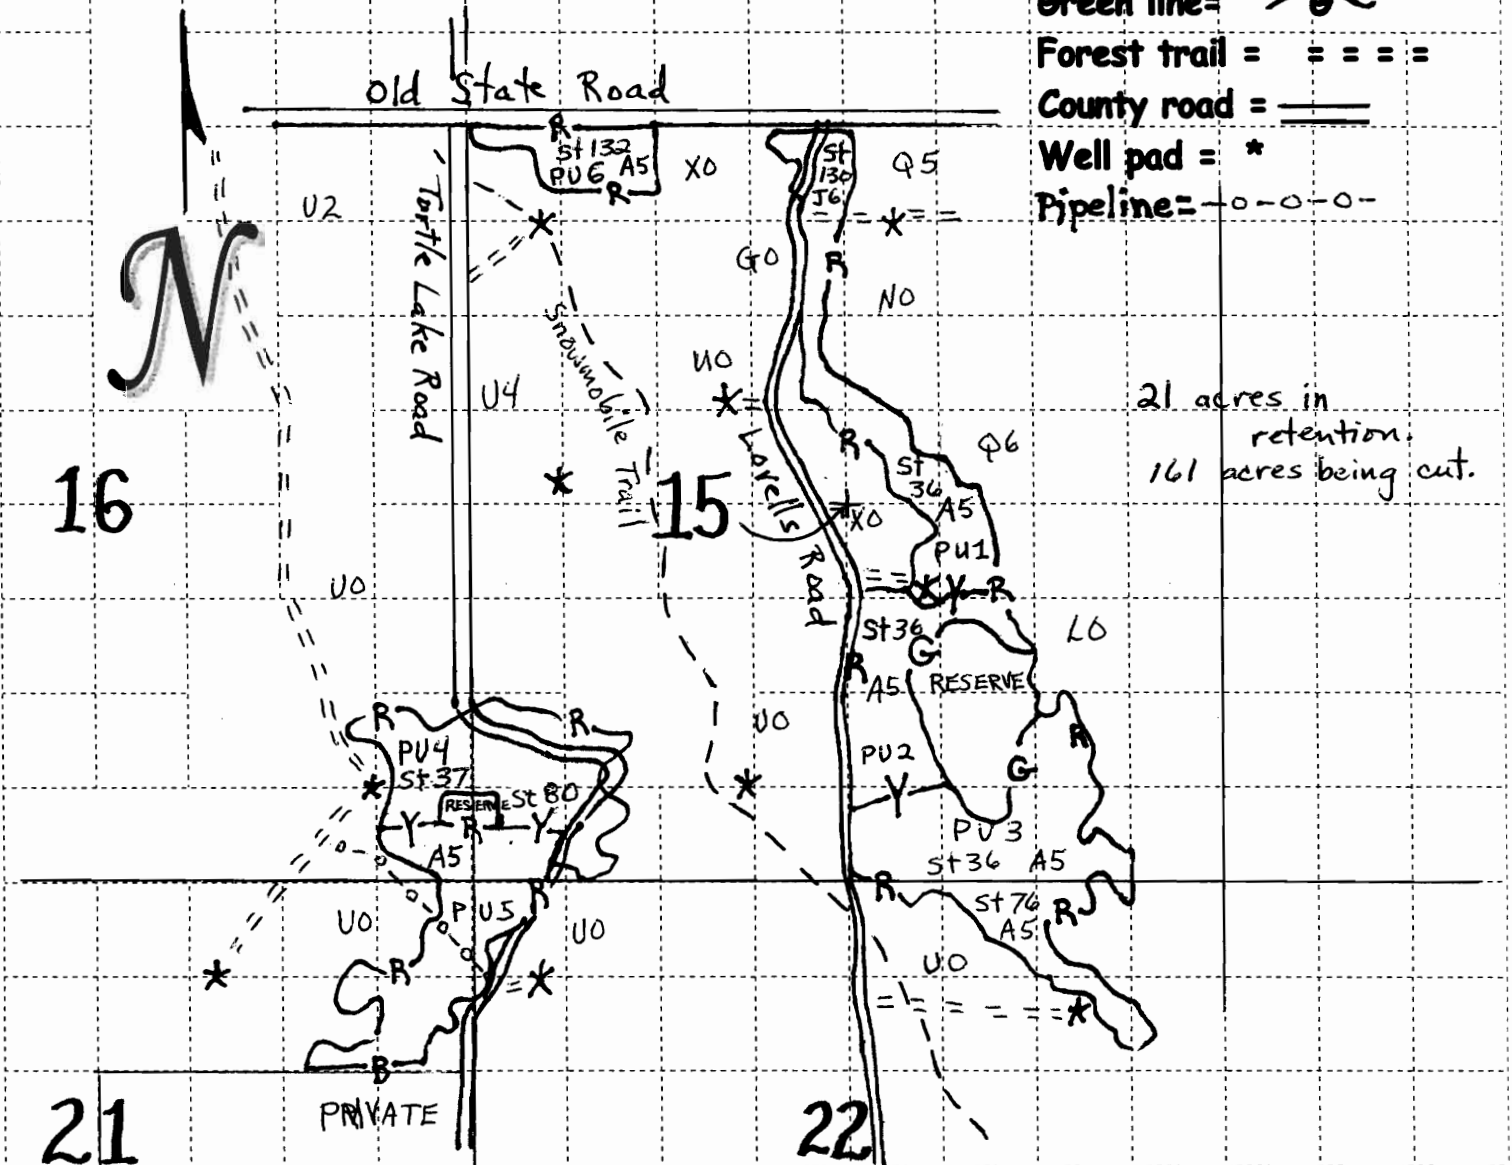 Green line= G
Forest trail = = = = =
County road =
Well pad = *
Pipeline= -o-o-o-
Old State Road
R
St 132
PU6 A5
R
X0
St
130
J6
Q5
U2
N
Turtle Lake Road
G0
R
N0
Snowmobile Trail
U0
U4
21 acres in
retention.
161 acres being cut.
Lovells Road
R
Q6
St
36
A5
16
15
X0
PU1
Y R
U0
St36
G
L0
R
A5
RESERVE
R
R
U0
R
PU4
St 37
PU2
G
RESERVE St 80
Y
Y R Y
PU3
A5
St36 A5
R
R
St 76
R
PU5
A5
U0
U0
U0
R
B
PRIVATE
21
22